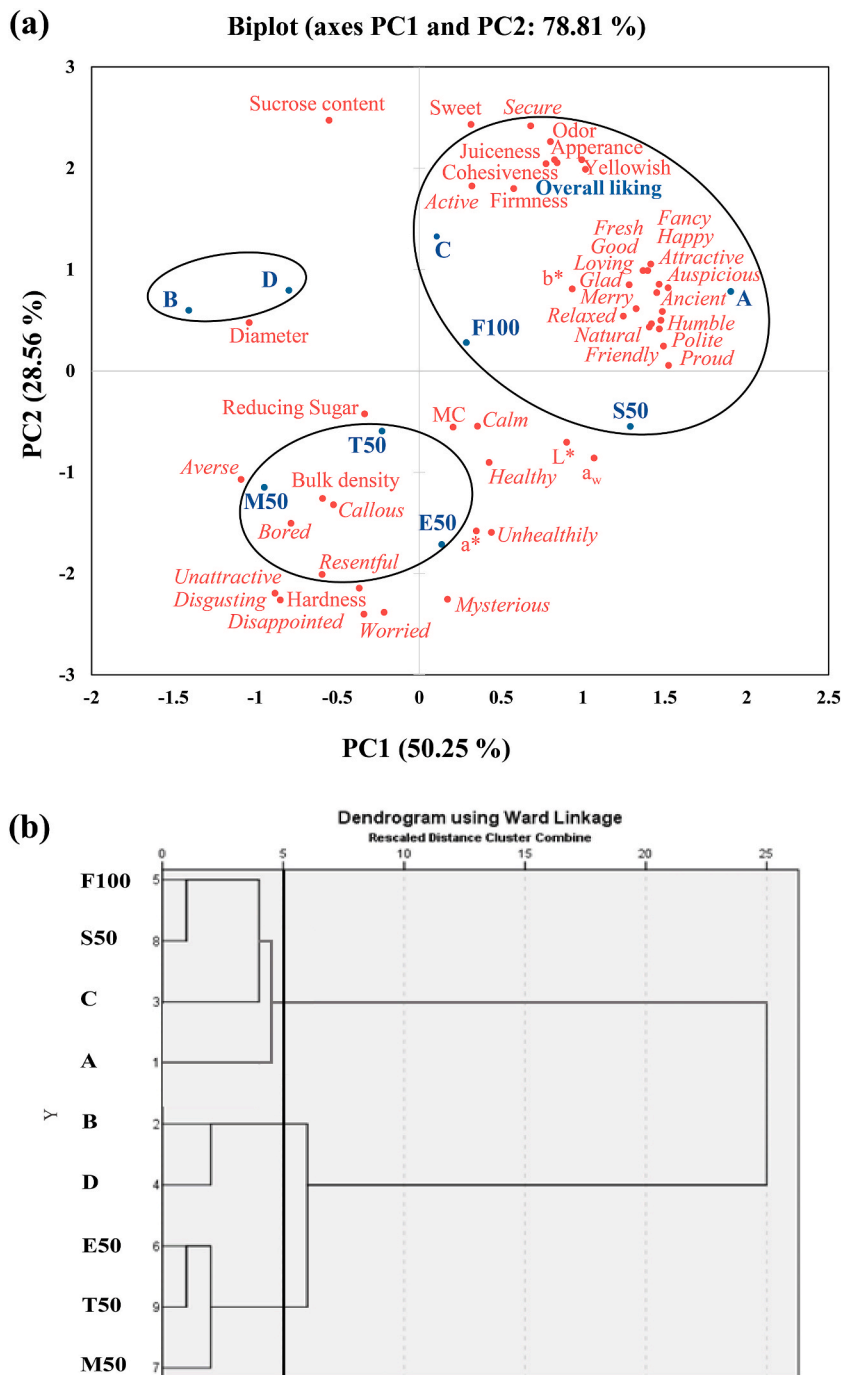 (a)
Biplot (axes PC1 and PC2: 78.81 %)
3
Sucrose content
Sweet
Secure
Odor
Juiceness
Apperance
2
Cohesiveness
Yellowish
Overall liking
Active
Firmness
Fancy
Fresh
Happy
Good
C
Attractive
Loving
1
D
b*
Glad
Auspicious
B
Merry
Ancient
A
Diameter
F100
Relaxed
Humble
Natural
Polite
Friendly
Proud
0
Reducing Sugar
MC
Calm
S50
T50
L*
Averse
Healthy
a_w
-1
M50
Bulk density
Callous
Bored
E50
a*
Unhealthily
Resentful
-2
Unattractive
Disgusting
Hardness
Mysterious
Disappointed
Worried
-3
-2
-1.5
-1
-0.5
0
0.5
1
1.5
2
2.5
PC2 (28.56 %)
PC1 (50.25 %)
(b)
Dendrogram using Ward Linkage
Rescaled Distance Cluster Combine
0
5
10
15
20
25
F100
5
S50
8
C
3
A
1
Y
B
2
D
4
E50
6
T50
9
M50
7